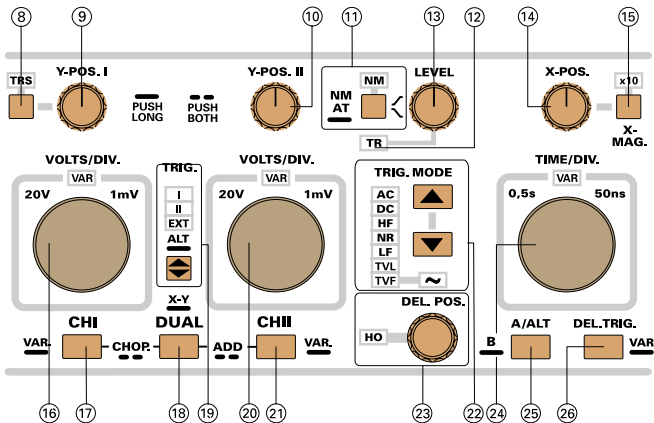 8 9 10 11 13 12 14 15
TRS Y-POS. I Y-POS. II NM LEVEL X-POS. x10
PUSH LONG PUSH BOTH NM AT X-MAG.
TR
VOLTS/DIV. TRIG. VOLTS/DIV. TRIG. MODE TIME/DIV.
VAR VAR VAR
20V 1mV I 20V 1mV AC 0,5s 50ns
II DC
EXT HF
ALT NR
LF
TVL
TVF ~
X-Y DEL. POS.
CHI DUAL CHII HO A/ALT DEL.TRIG.
VAR. CHOP. ADD VAR. B VAR
16 17 18 19 20 21 23 22 24 25 26